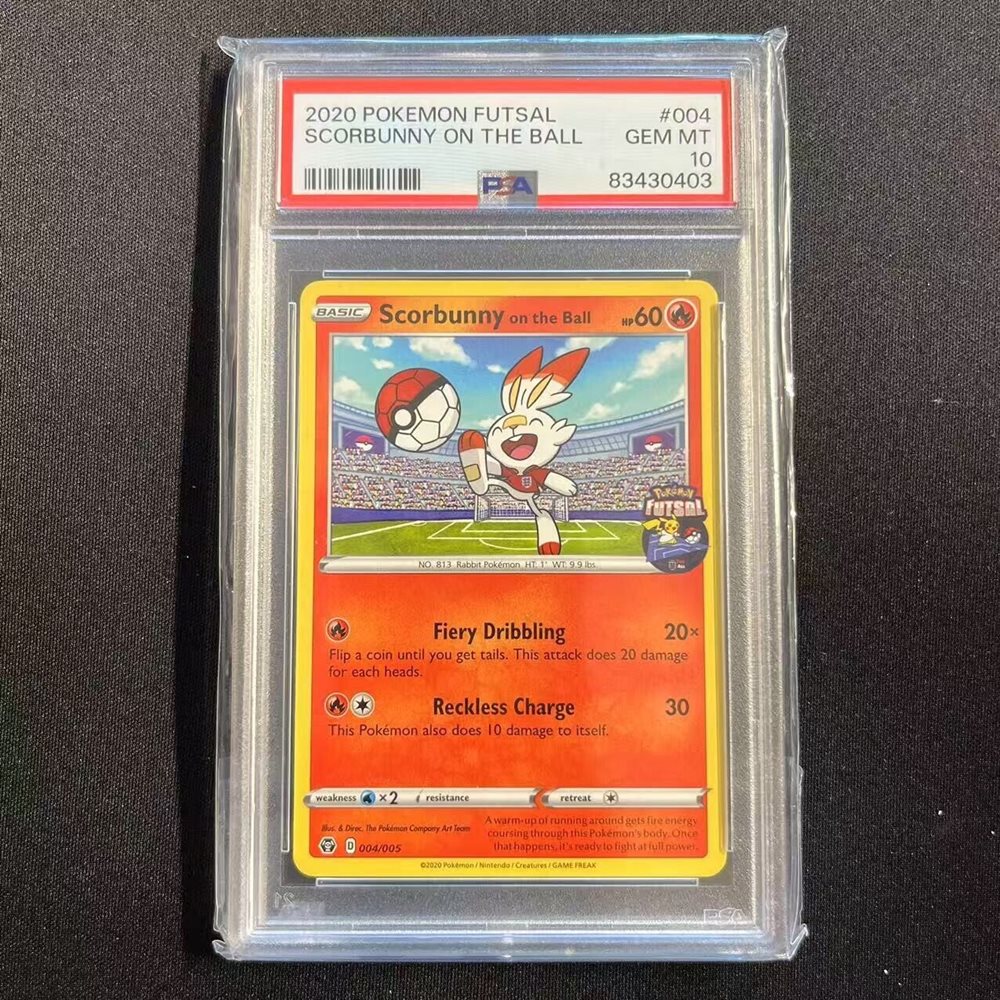 2020 POKEMON FUTSAL #004
SCORBUNNY ON THE BALL GEM MT
10
PSA 83430403
BASIC Scorbunny on the Ball HP60
POKÉMON
FUTSAL
NO. 813 Rabbit Pokémon HT: 1' WT: 9.9 lbs.
Fiery Dribbling 20×
Flip a coin until you get tails. This attack does 20 damage
for each heads.
Reckless Charge 30
This Pokémon also does 10 damage to itself.
weakness ×2 resistance retreat
Illus. & Direc. The Pokémon Company Art Team
A warm-up of running around gets fire energy
coursing through this Pokémon's body. Once
that happens, it's ready to fight at full power.
D 004/005
©2020 Pokémon / Nintendo / Creatures / GAME FREAK
PSA